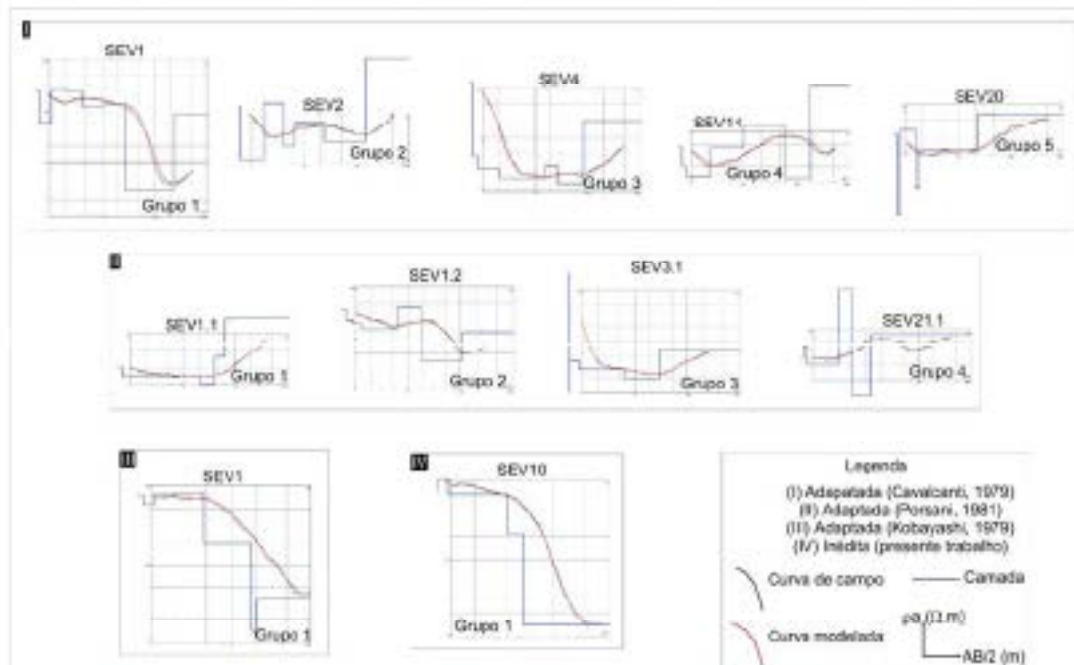 I
SEV1
Grupo 1
SEV2
Grupo 2
SEV4
Grupo 3
Grupo 4
SEV20
Grupo 5
II
SEV1.1
Grupo 1
SEV1.2
Grupo 2
SEV3.1
Grupo 3
SEV21.1
Grupo 4
III
SEV1
Grupo 1
IV
SEV10
Grupo 1
Legenda
(I) Adapatada (Cavalcanti, 1979)
(II) Adaptada (Porsani, 1981)
(III) Adaptada (Kobayashi, 1979)
(IV) Inédita (presente trabalho)
Curva de campo
Camada
Curva modelada
ρa (Ω.m)
AB/2 (m)